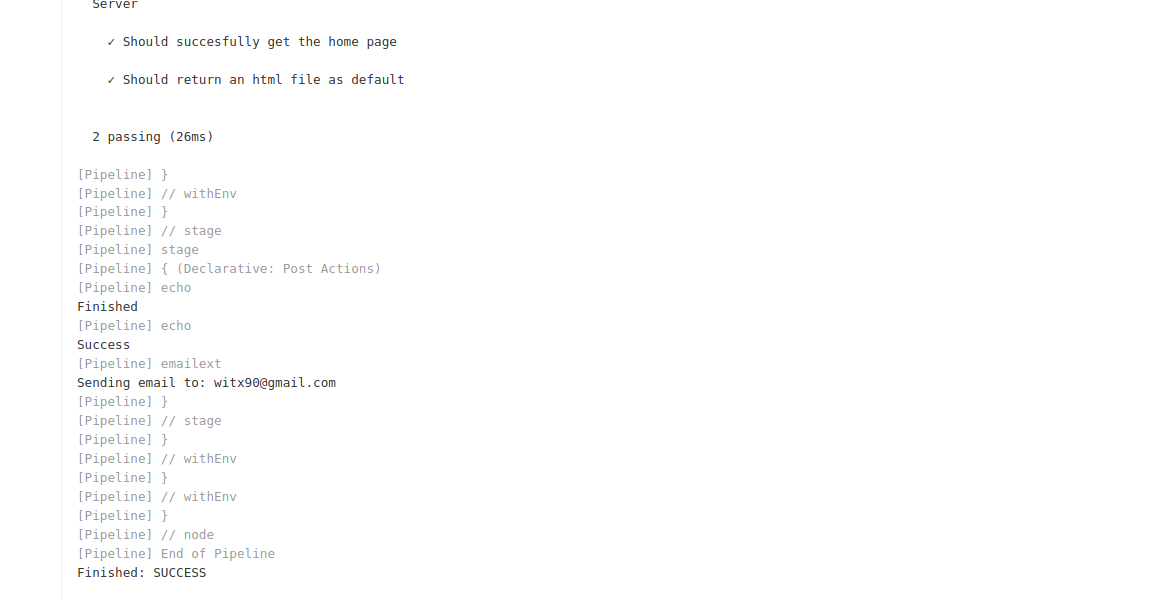 Server
✓ Should succesfully get the home page
✓ Should return an html file as default
2 passing (26ms)
[Pipeline] }
[Pipeline] // withEnv
[Pipeline] }
[Pipeline] // stage
[Pipeline] stage
[Pipeline] { (Declarative: Post Actions)
[Pipeline] echo
Finished
[Pipeline] echo
Success
[Pipeline] emailext
Sending email to: witx90@gmail.com
[Pipeline] }
[Pipeline] // stage
[Pipeline] }
[Pipeline] // withEnv
[Pipeline] }
[Pipeline] // withEnv
[Pipeline] }
[Pipeline] // node
[Pipeline] End of Pipeline
Finished: SUCCESS